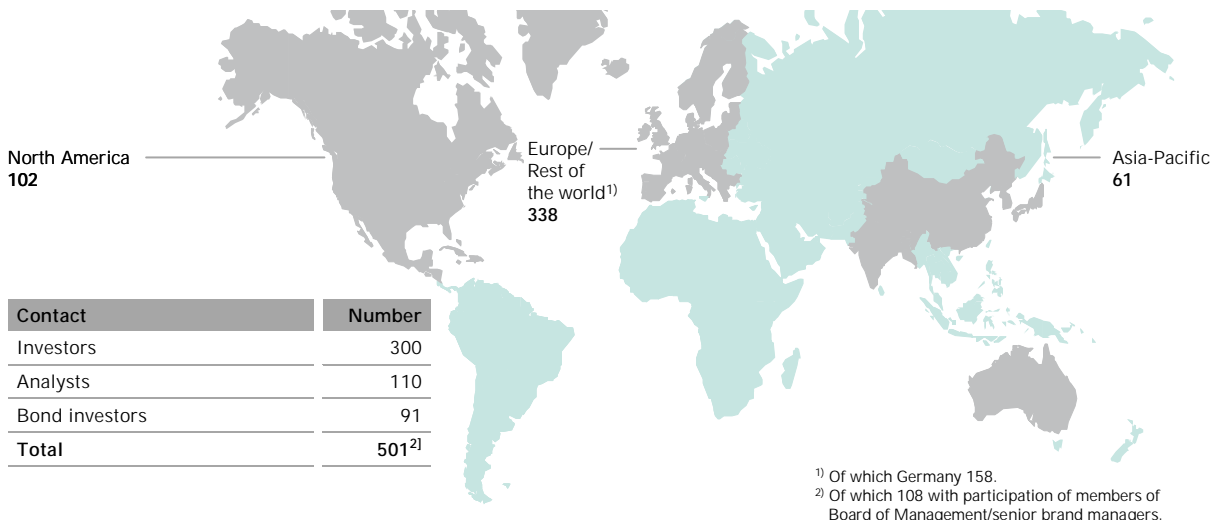 North America
102
Europe/
Rest of
the world1)
338
Asia-Pacific
61
Contact Number
Investors 300
Analysts 110
Bond investors 91
Total 5012]
1) Of which Germany 158.
2) Of which 108 with participation of members of
Board of Management/senior brand managers.